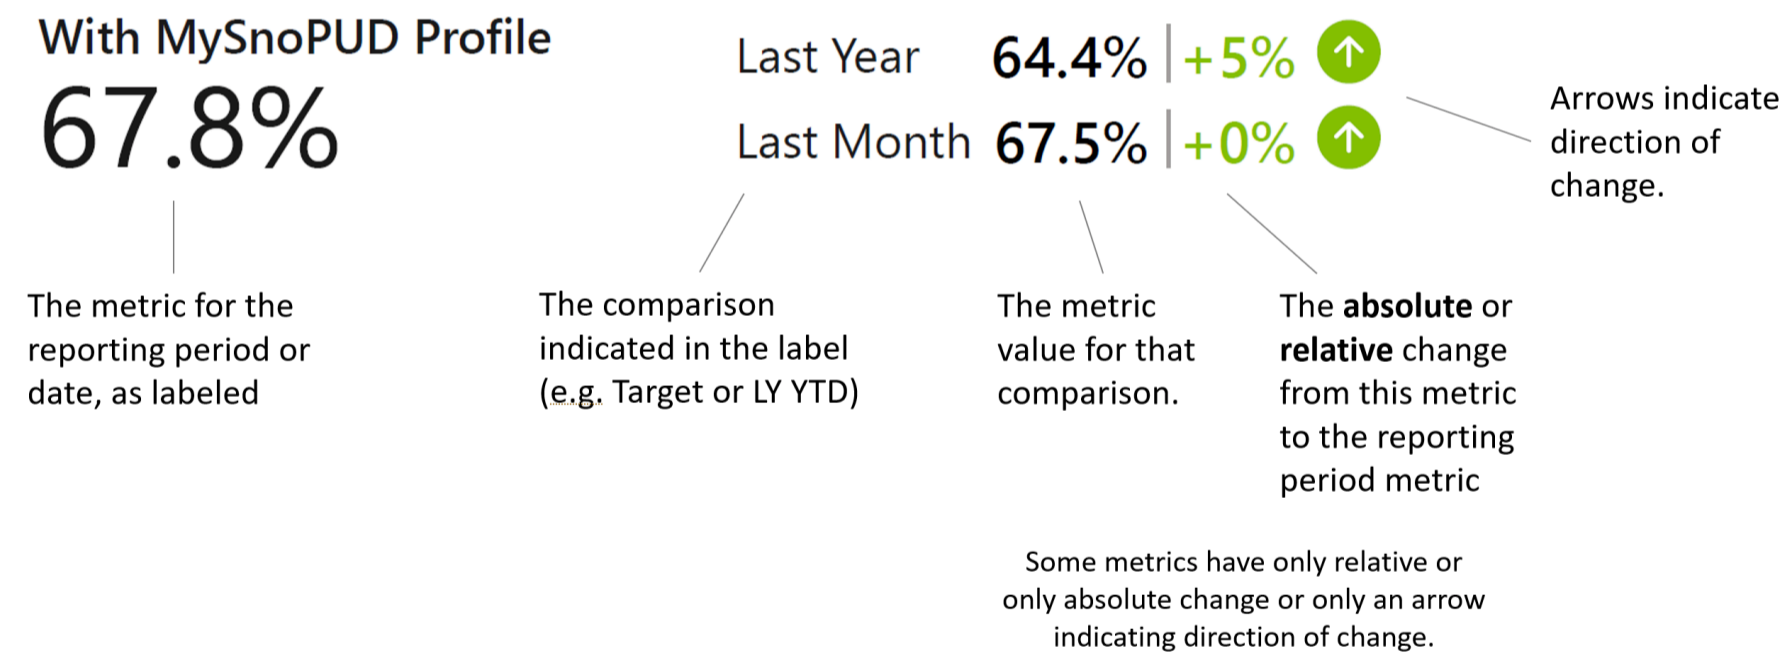 With MySnoPUD Profile
67.8%
Last Year 64.4% +5%
Last Month 67.5% +0%
Arrows indicate
direction of
change.
The metric for the
reporting period or
date, as labeled
The comparison
indicated in the label
(e.g. Target or LY YTD)
The metric
value for that
comparison.
The absolute or
relative change
from this metric
to the reporting
period metric
Some metrics have only relative or
only absolute change or only an arrow
indicating direction of change.